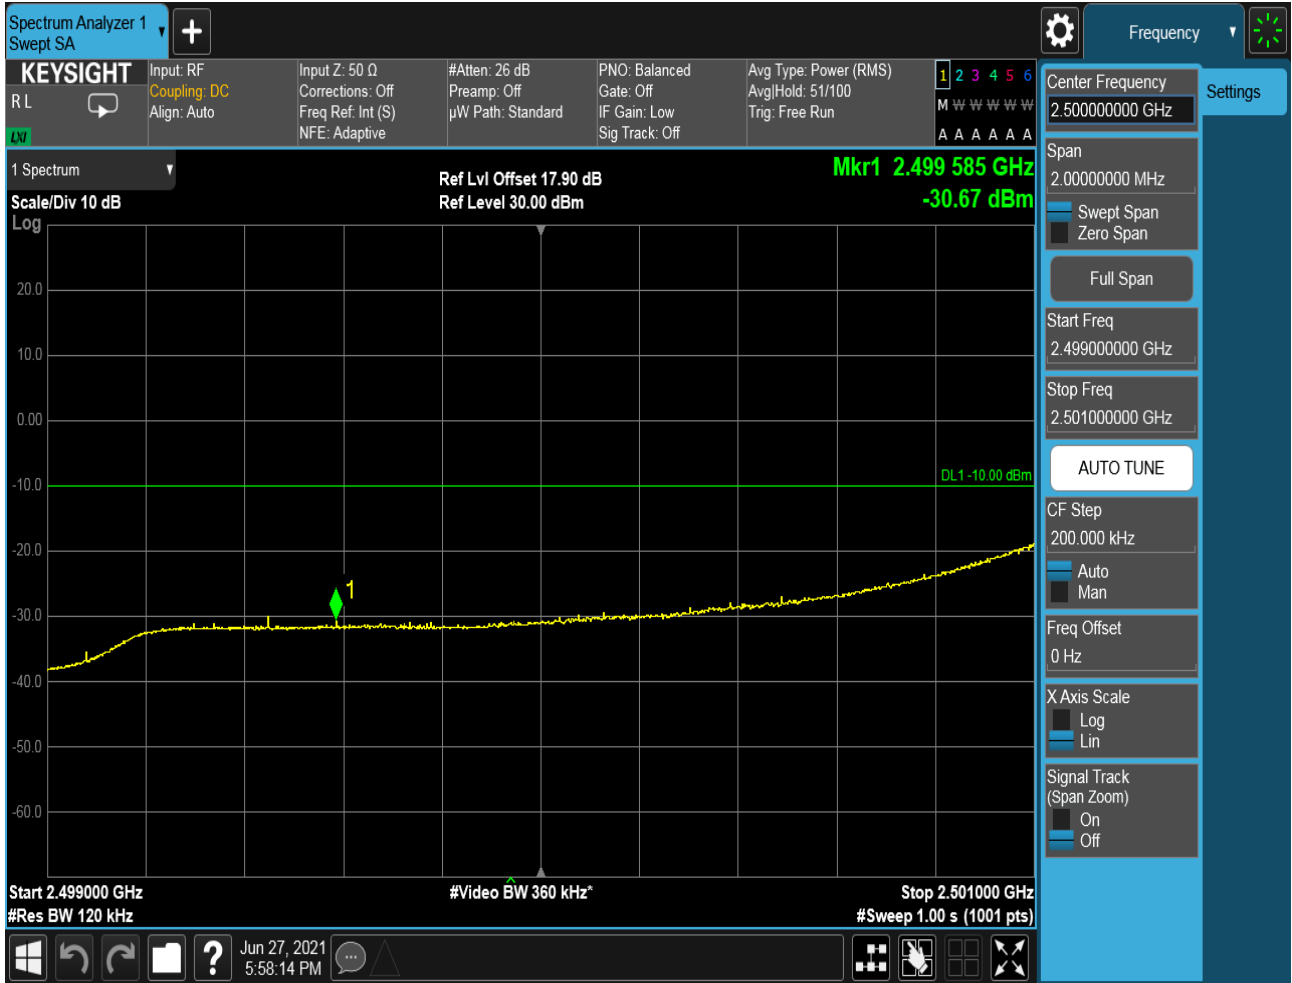 Spectrum Analyzer 1
Swept SA
Frequency
KEYSIGHT
R L
LXI
Input: RF
Coupling: DC
Align: Auto
Input Z: 50 Ω
Corrections: Off
Freq Ref: Int (S)
NFE: Adaptive
#Atten: 26 dB
Preamp: Off
µW Path: Standard
PNO: Balanced
Gate: Off
IF Gain: Low
Sig Track: Off
Avg Type: Power (RMS)
Avg|Hold: 51/100
Trig: Free Run
1 2 3 4 5 6
M W W W W W
A A A A A A
1 Spectrum
Scale/Div 10 dB
Log
Ref Lvl Offset 17.90 dB
Ref Level 30.00 dBm
Mkr1 2.499 585 GHz
-30.67 dBm
20.0
10.0
0.00
-10.0
-20.0
-30.0
-40.0
-50.0
-60.0
DL1 -10.00 dBm
1
Start 2.499000 GHz
#Res BW 120 kHz
#Video BW 360 kHz*
Stop 2.501000 GHz
#Sweep 1.00 s (1001 pts)
Jun 27, 2021
5:58:14 PM
Center Frequency
2.500000000 GHz
Settings
Span
2.00000000 MHz
Swept Span
Zero Span
Full Span
Start Freq
2.499000000 GHz
Stop Freq
2.501000000 GHz
AUTO TUNE
CF Step
200.000 kHz
Auto
Man
Freq Offset
0 Hz
X Axis Scale
Log
Lin
Signal Track
(Span Zoom)
On
Off